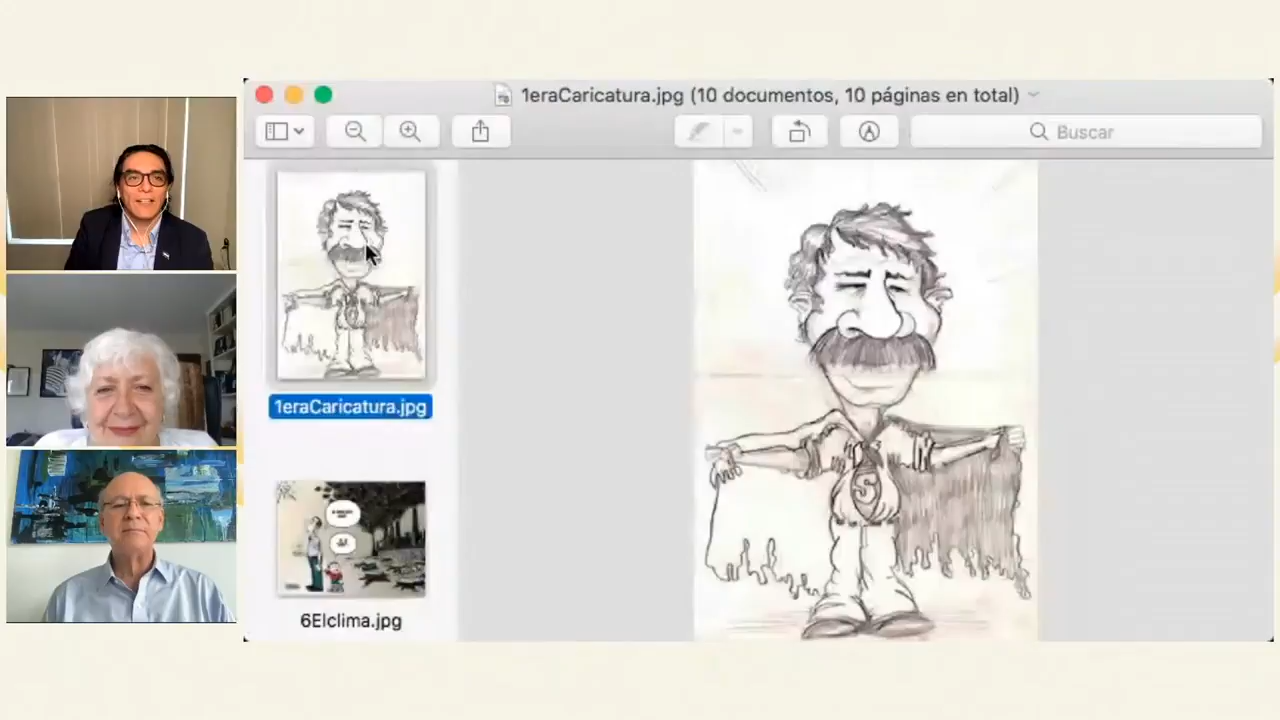 1eraCaricatura.jpg (10 documentos, 10 páginas en total)
Buscar
S
1eraCaricatura.jpg
6Elclima.jpg